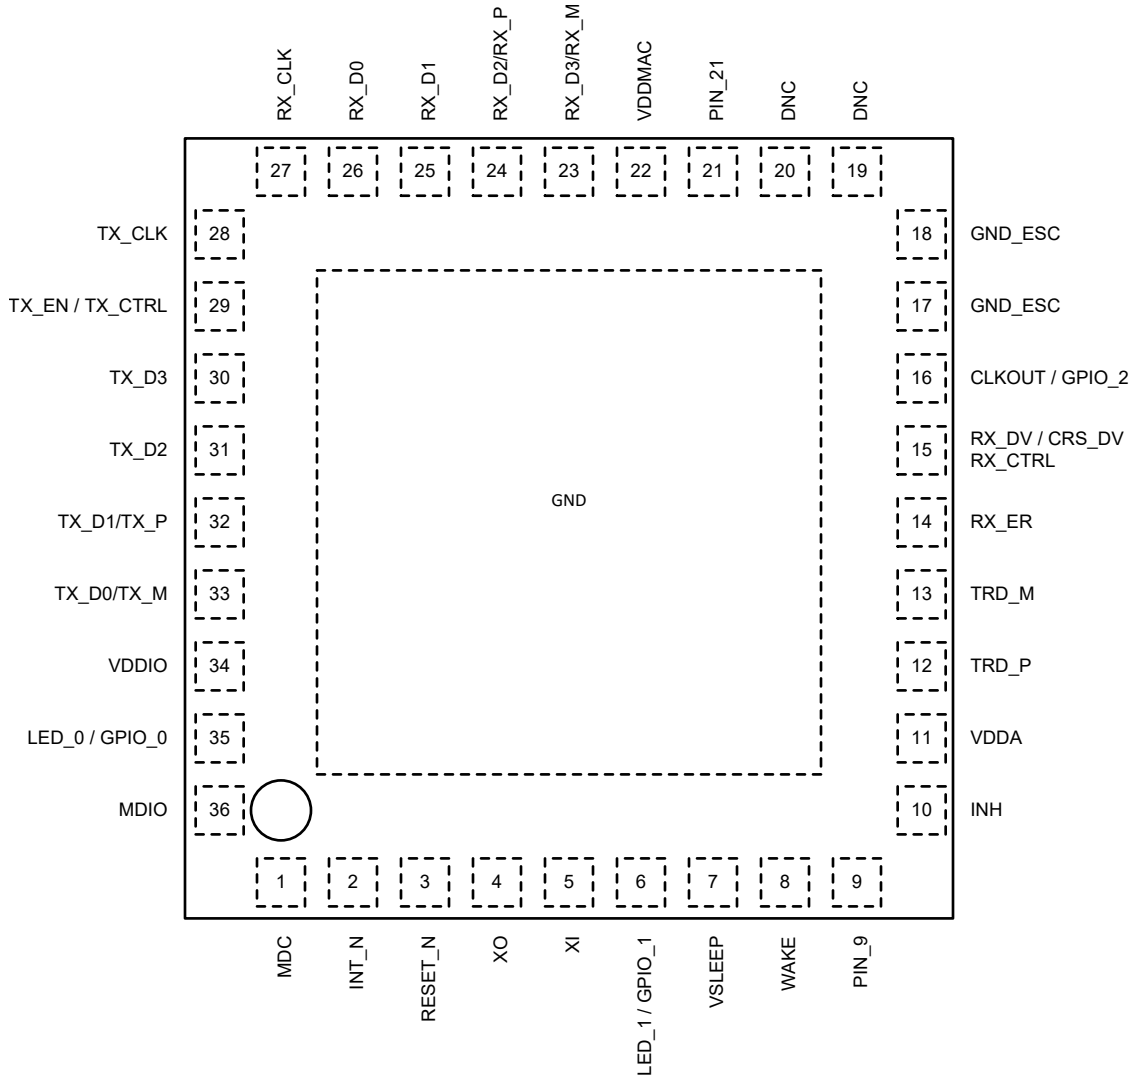 RX_CLK
RX_D0
RX_D1
RX_D2/RX_P
RX_D3/RX_M
VDDMAC
PIN_21
DNC
DNC
27 26 25 24 23 22 21 20 19
TX_CLK 28 18 GND_ESC
TX_EN / TX_CTRL 29 17 GND_ESC
TX_D3 30 16 CLKOUT / GPIO_2
TX_D2 31 15 RX_DV / CRS_DV
RX_CTRL
GND
TX_D1/TX_P 32 14 RX_ER
TX_D0/TX_M 33 13 TRD_M
VDDIO 34 12 TRD_P
LED_0 / GPIO_0 35 11 VDDA
MDIO 36 10 INH
1 2 3 4 5 6 7 8 9
MDC
INT_N
RESET_N
XO
XI
LED_1 / GPIO_1
VSLEEP
WAKE
PIN_9